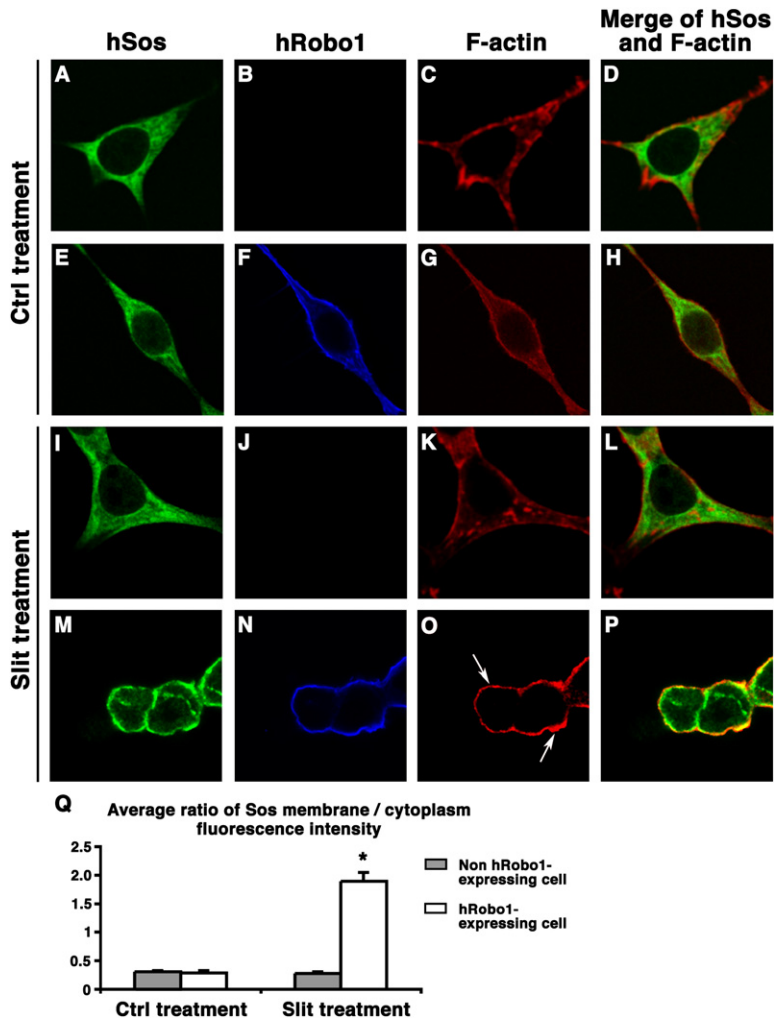 hSos
hRobo1
F-actin
Merge of hSos
and F-actin
Ctrl treatment
A
B
C
D
E
F
G
H
Slit treatment
I
J
K
L
M
N
O
P
Q
Average ratio of Sos membrane / cytoplasm
fluorescence intensity
2.5
2.0
1.5
1
0.5
0
*
Non hRobo1-
expressing cell
hRobo1-
expressing cell
Ctrl treatment
Slit treatment